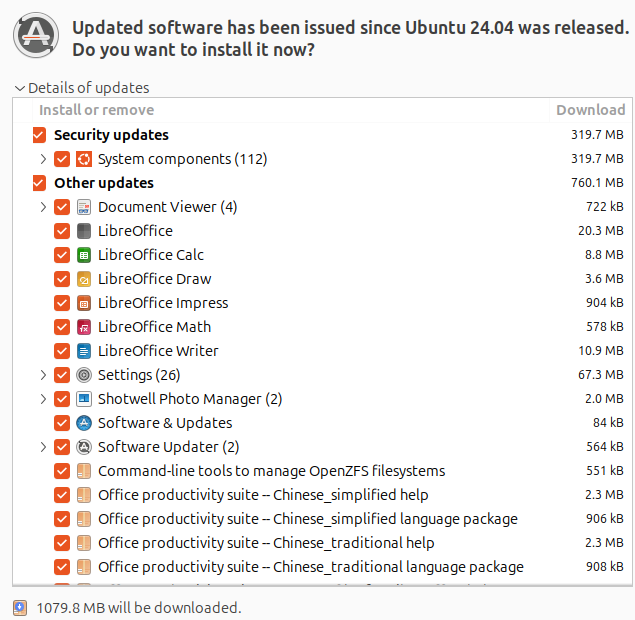 Updated software has been issued since Ubuntu 24.04 was released.
Do you want to install it now?
Details of updates
Install or remove Download
Security updates 319.7 MB
System components (112) 319.7 MB
Other updates 760.1 MB
Document Viewer (4) 722 kB
LibreOffice 20.3 MB
LibreOffice Calc 8.8 MB
LibreOffice Draw 3.6 MB
LibreOffice Impress 904 kB
LibreOffice Math 578 kB
LibreOffice Writer 10.9 MB
Settings (26) 67.3 MB
Shotwell Photo Manager (2) 2.0 MB
Software & Updates 84 kB
Software Updater (2) 564 kB
Command-line tools to manage OpenZFS filesystems 551 kB
Office productivity suite -- Chinese_simplified help 2.3 MB
Office productivity suite -- Chinese_simplified language package 906 kB
Office productivity suite -- Chinese_traditional help 2.3 MB
Office productivity suite -- Chinese_traditional language package 908 kB
1079.8 MB will be downloaded.